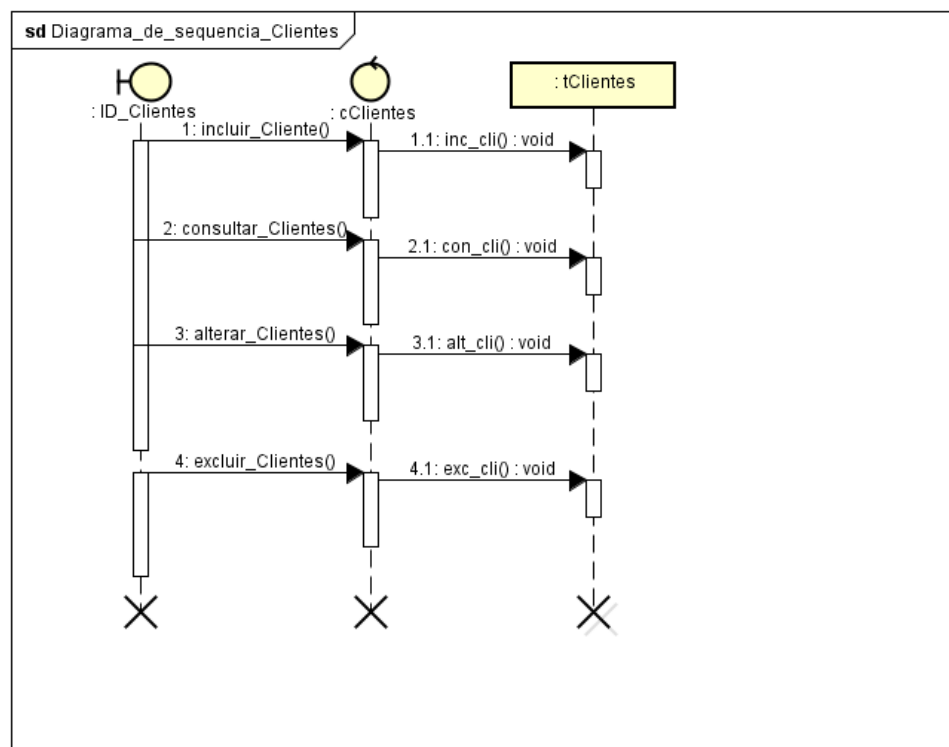 sd Diagrama_de_sequencia_Clientes
: ID_Clientes
: cClientes
: tClientes
1: incluir_Cliente()
1.1: inc_cli() : void
2: consultar_Clientes()
2.1: con_cli() : void
3: alterar_Clientes()
3.1: alt_cli() : void
4: excluir_Clientes()
4.1: exc_cli() : void